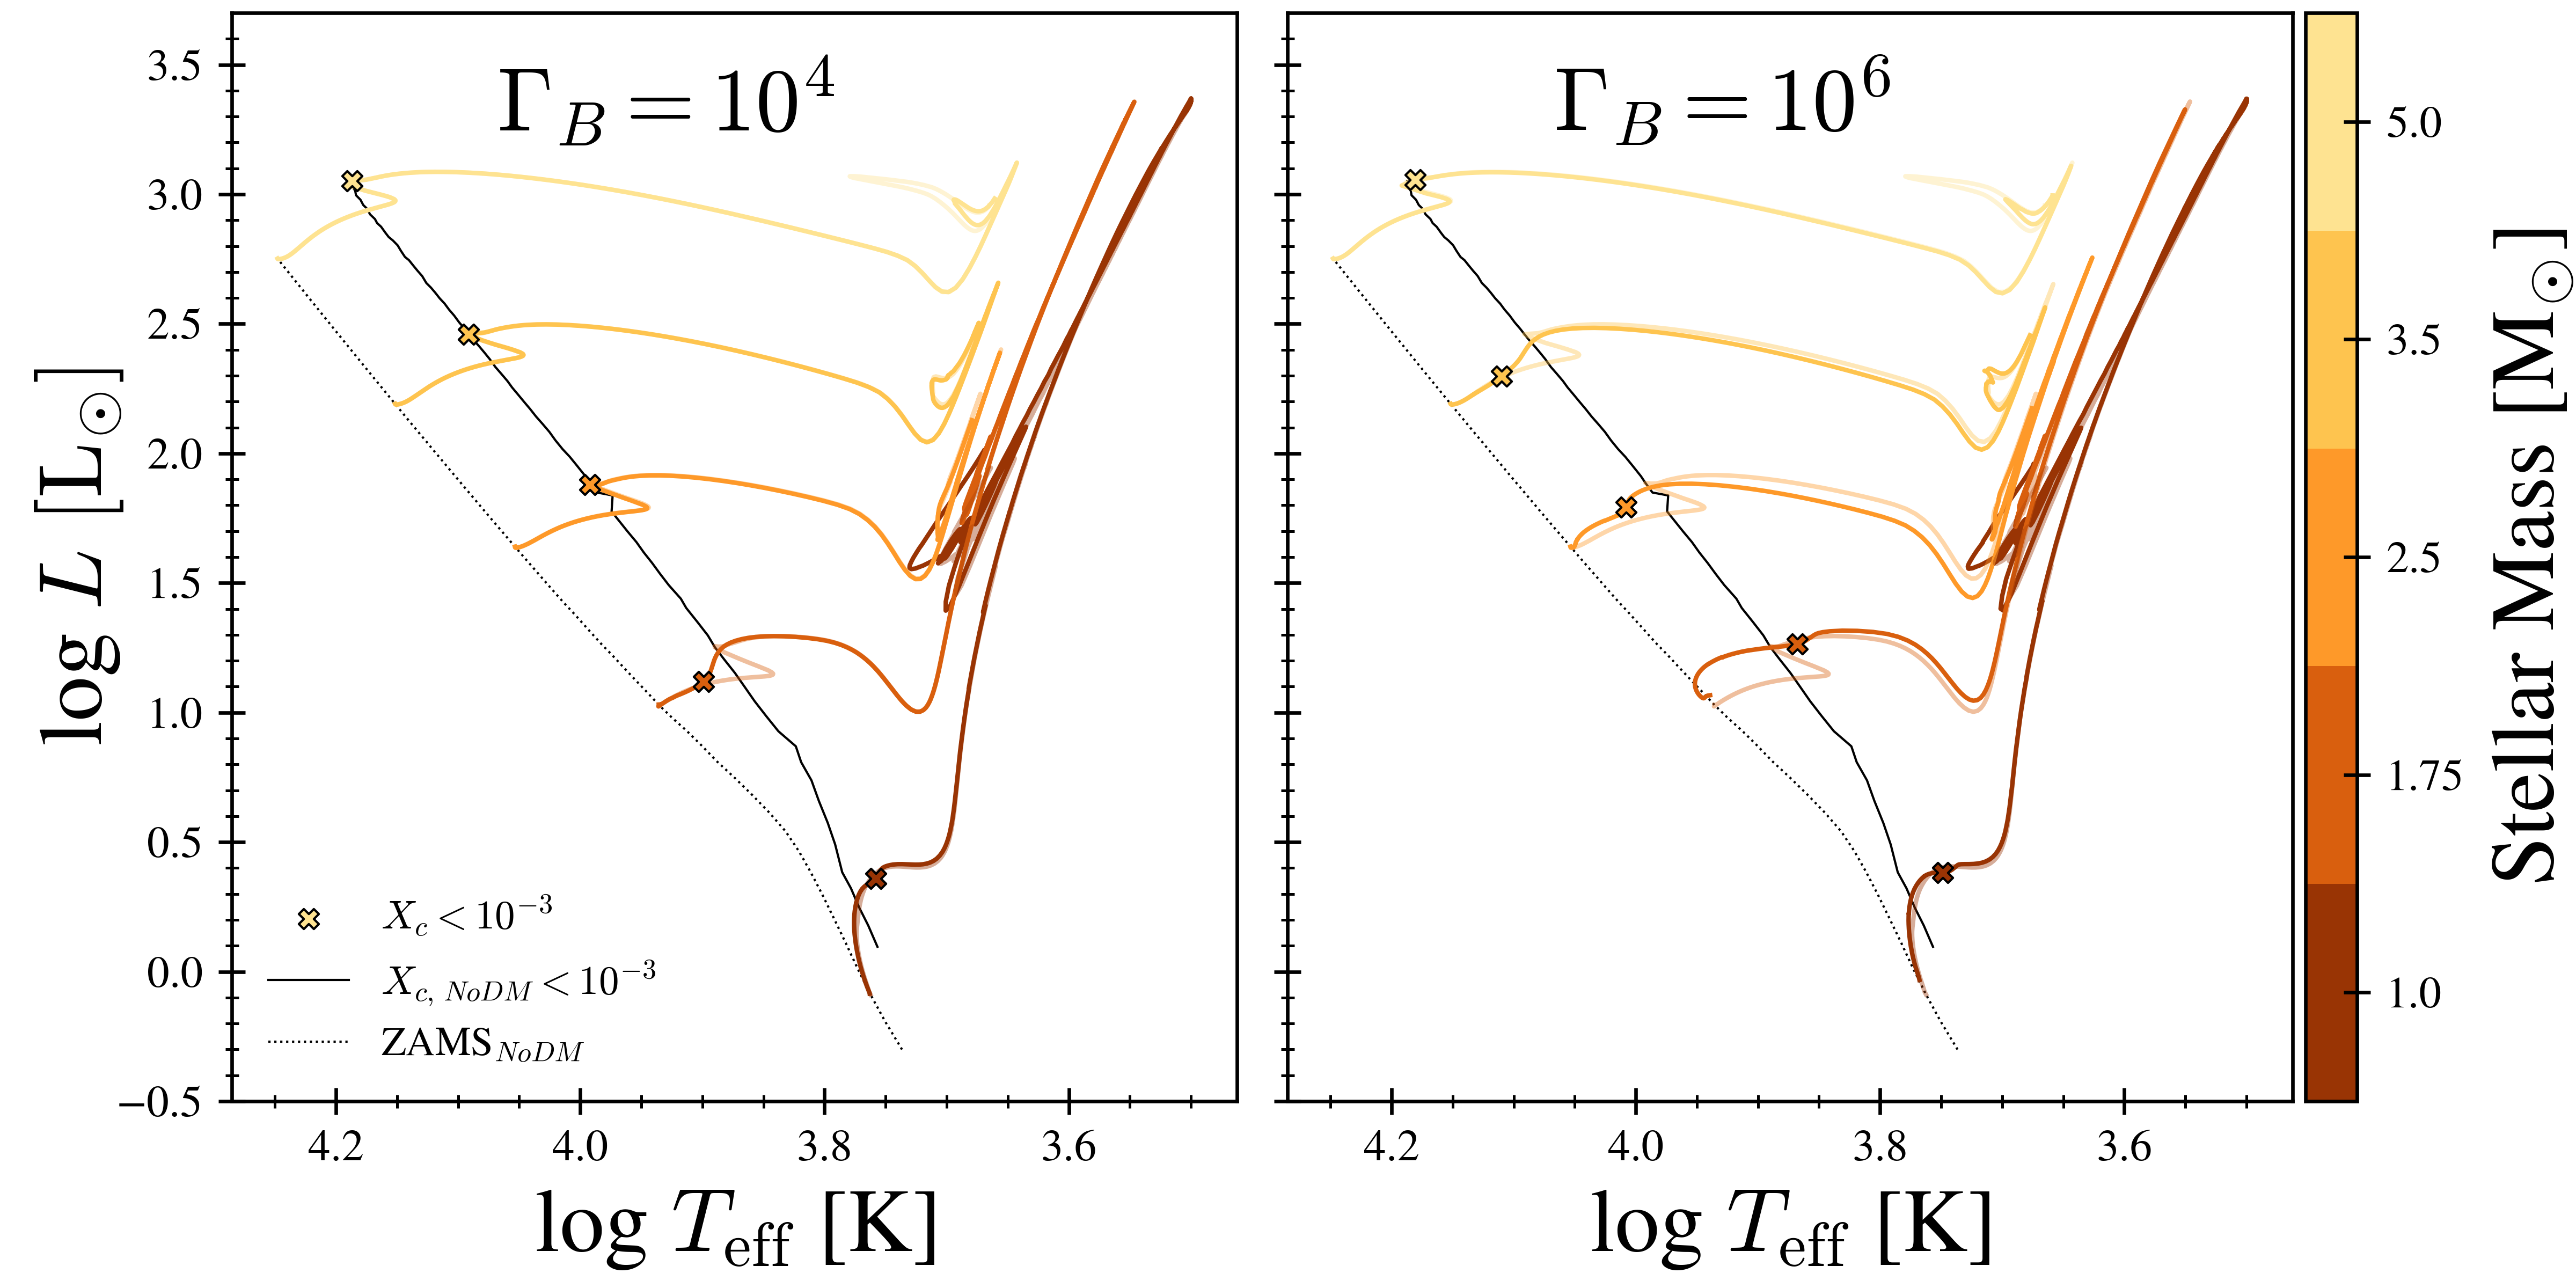 Γ_B = 10^4
Γ_B = 10^6
3.5
3.0
2.5
2.0
1.5
1.0
0.5
0.0
−0.5
log L [L⊙]
X_c < 10^−3
X_c, NoDM < 10^−3
ZAMS_NoDM
4.2 4.0 3.8 3.6
4.2 4.0 3.8 3.6
log T_eff [K]
log T_eff [K]
5.0
3.5
2.5
1.75
1.0
Stellar Mass [M⊙]